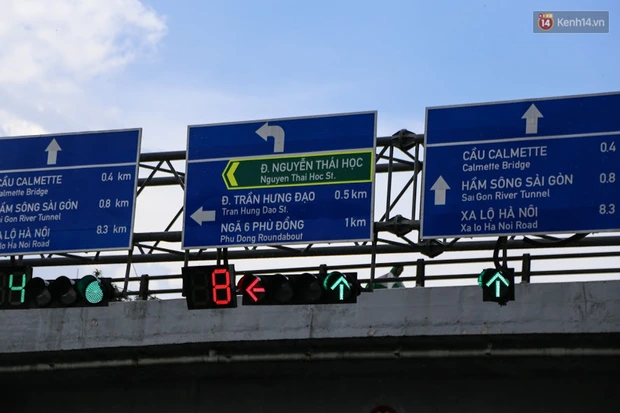 14 Kenh14.vn
CẦU CALMETTE 0.4 km
Calmette Bridge
HẦM SÔNG SÀI GÒN 0.8 km
Sai Gon River Tunnel
XA LỘ HÀ NỘI 8.3 km
Xa lo Ha Noi Road
Đ. NGUYỄN THÁI HỌC
Nguyen Thai Hoc St.
Đ. TRẦN HƯNG ĐẠO 0.5 km
Tran Hung Dao St.
NGÃ 6 PHÙ ĐỔNG 1 km
Phu Dong Roundabout
CẦU CALMETTE 0.4
Calmette Bridge
HẦM SÔNG SÀI GÒN 0.8
Sai Gon River Tunnel
XA LỘ HÀ NỘI 8.3
Xa lo Ha Noi Road
4
8